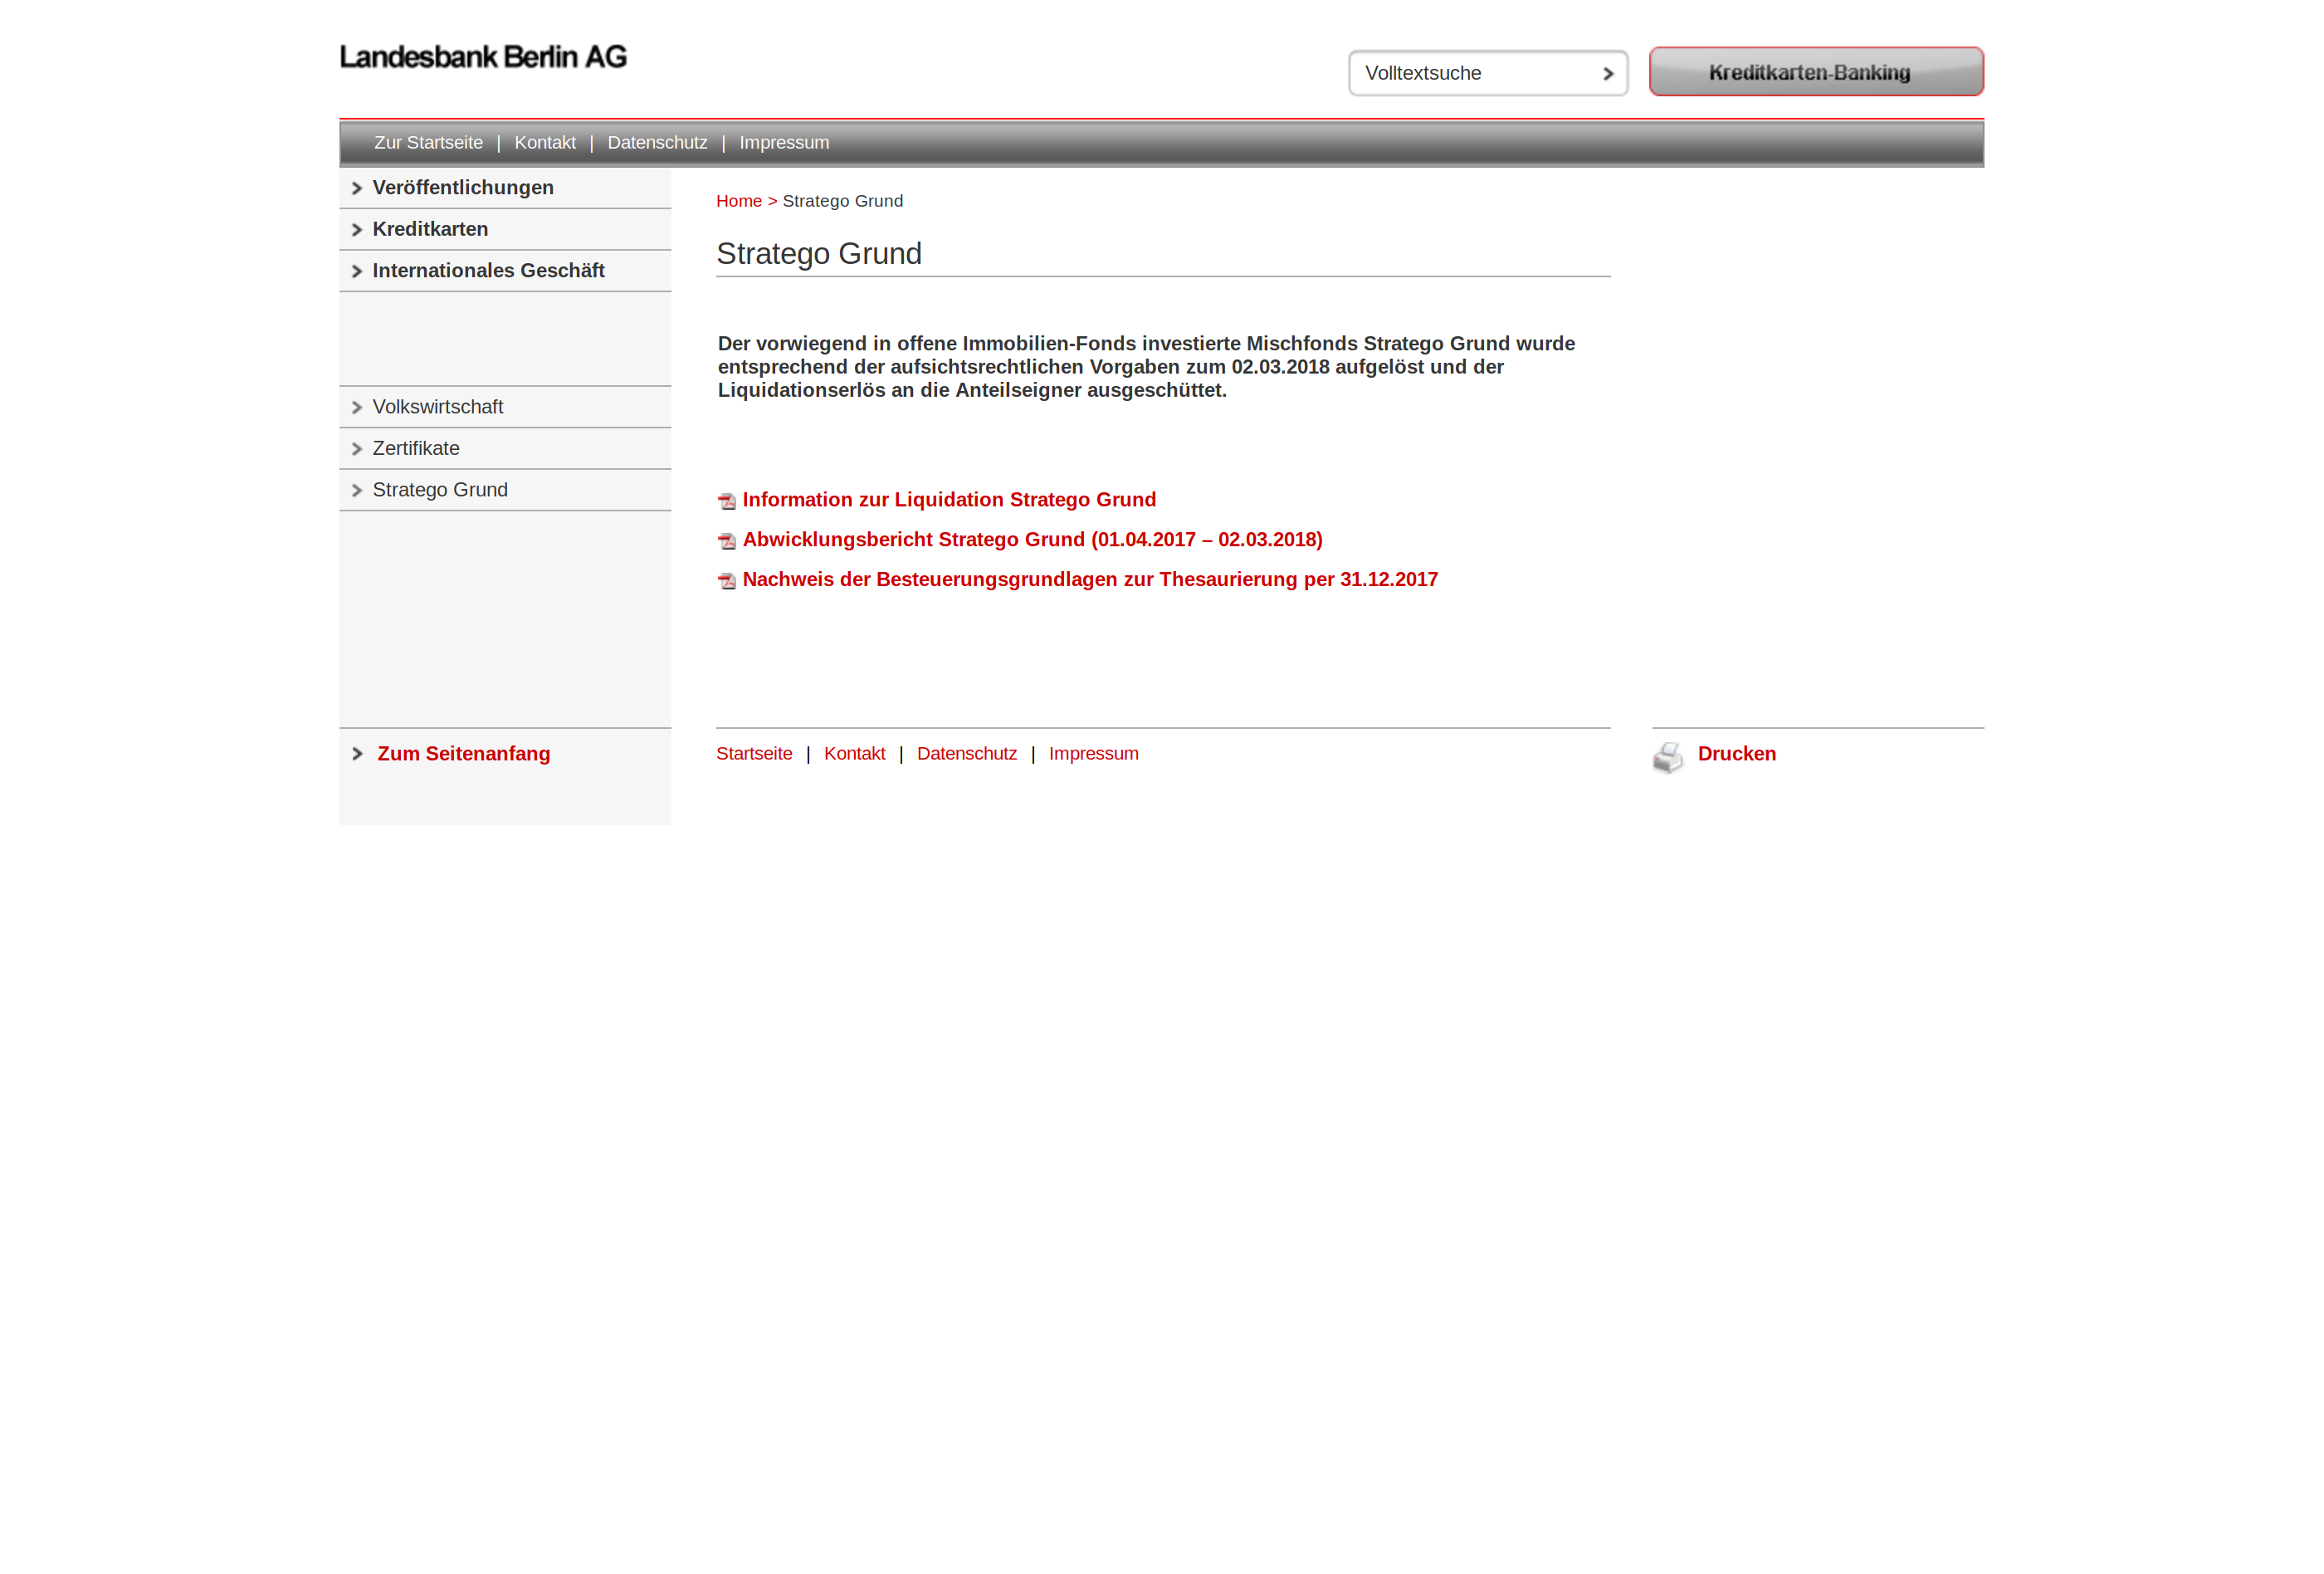 Landesbank Berlin AG
Volltextsuche
Kreditkarten-Banking
Zur Startseite | Kontakt | Datenschutz | Impressum
Veröffentlichungen
Kreditkarten
Internationales Geschäft
Volkswirtschaft
Zertifikate
Stratego Grund
Home > Stratego Grund
Stratego Grund
Der vorwiegend in offene Immobilien-Fonds investierte Mischfonds Stratego Grund wurde
entsprechend der aufsichtsrechtlichen Vorgaben zum 02.03.2018 aufgelöst und der
Liquidationserlös an die Anteilseigner ausgeschüttet.
Information zur Liquidation Stratego Grund
Abwicklungsbericht Stratego Grund (01.04.2017 – 02.03.2018)
Nachweis der Besteuerungsgrundlagen zur Thesaurierung per 31.12.2017
Zum Seitenanfang
Startseite | Kontakt | Datenschutz | Impressum
Drucken